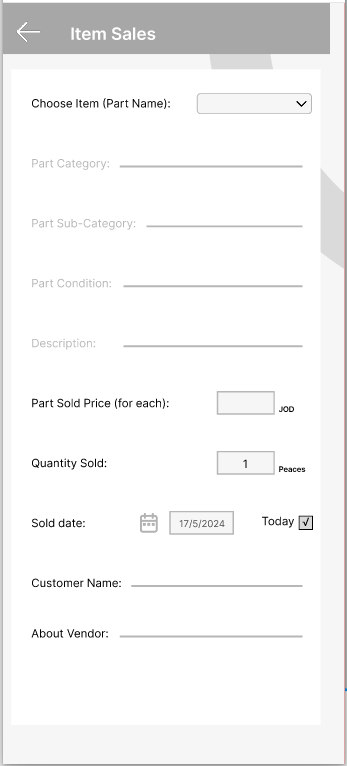 Item Sales
Choose Item (Part Name):
Part Category:
Part Sub-Category:
Part Condition:
Description:
Part Sold Price (for each): JOD
Quantity Sold: 1 Peaces
Sold date: 17/5/2024 Today √
Customer Name:
About Vendor: